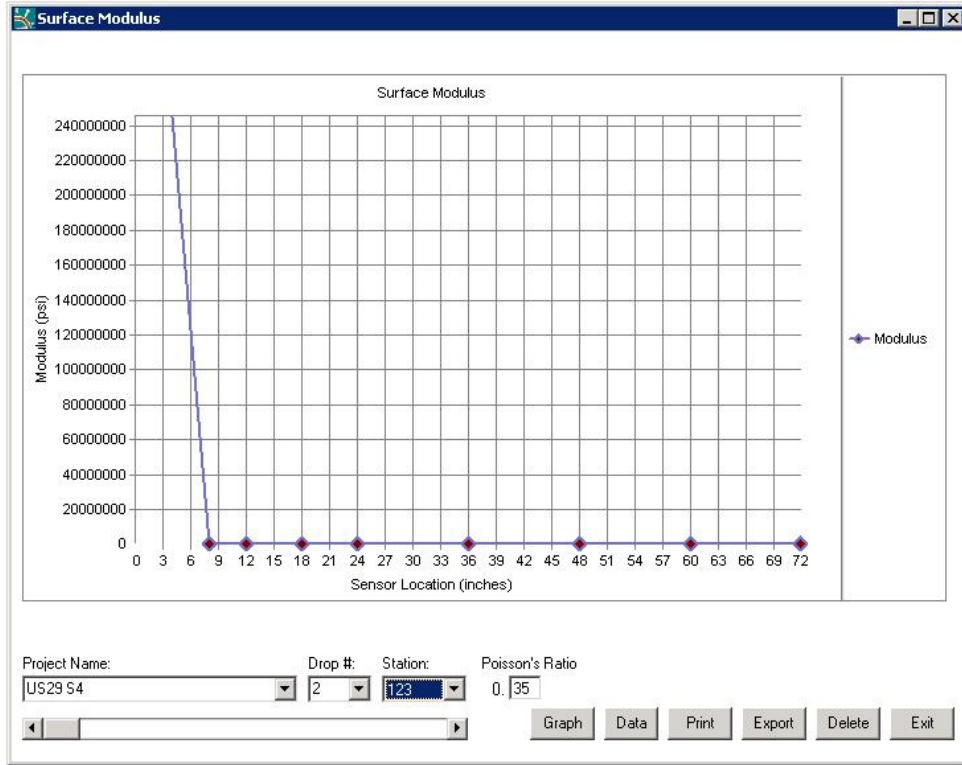 Surface Modulus
Surface Modulus
240000000
220000000
200000000
180000000
160000000
140000000
120000000
100000000
80000000
60000000
40000000
20000000
0
Modulus (psi)
0 3 6 9 12 15 18 21 24 27 30 33 36 39 42 45 48 51 54 57 60 63 66 69 72
Sensor Location (inches)
Modulus
Project Name: Drop #: Station: Poisson's Ratio
US29 S4 2 123 0. 35
Graph Data Print Export Delete Exit